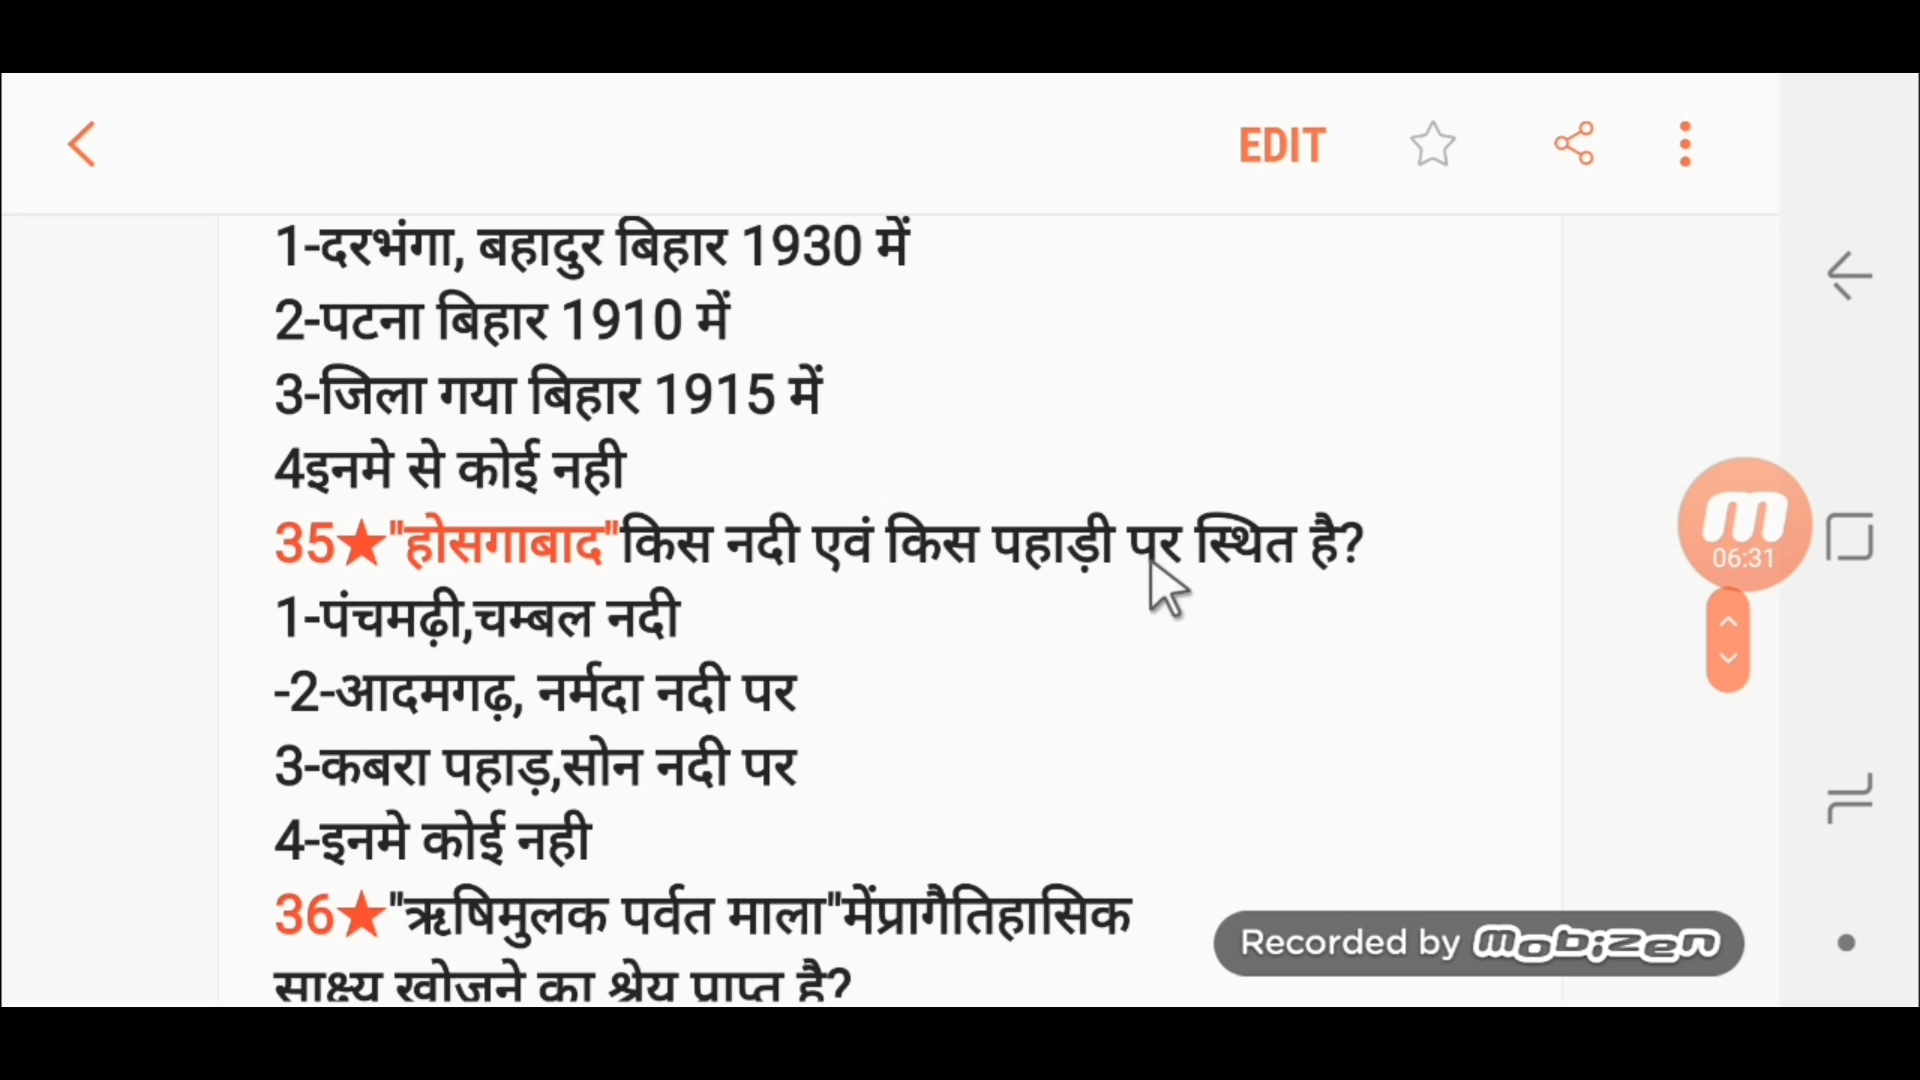 EDIT
1-दरभंगा, बहादुर बिहार 1930 में
2-पटना बिहार 1910 में
3-जिला गया बिहार 1915 में
4इनमे से कोई नही
35★"होसगाबाद"किस नदी एवं किस पहाड़ी पर स्थित है?
1-पंचमढ़ी,चम्बल नदी
-2-आदमगढ़, नर्मदा नदी पर
3-कबरा पहाड़,सोन नदी पर
4-इनमे कोई नही
36★"ऋषिमुलक पर्वत माला"मेंप्रागैतिहासिक
साक्ष्य खोजने का श्रेय प्राप्त है?
06:31
Recorded by mobizen